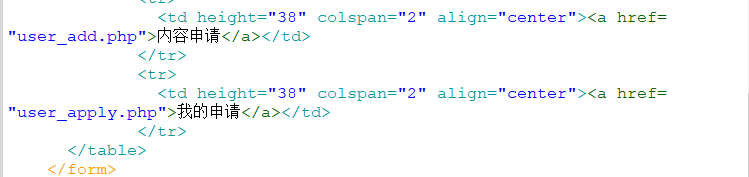 <tr>
<td height="38" colspan="2" align="center"><a href=
"user_add.php">内容申请</a></td>
</tr>
<tr>
<td height="38" colspan="2" align="center"><a href=
"user_apply.php">我的申请</a></td>
</tr>
</table>
</form>